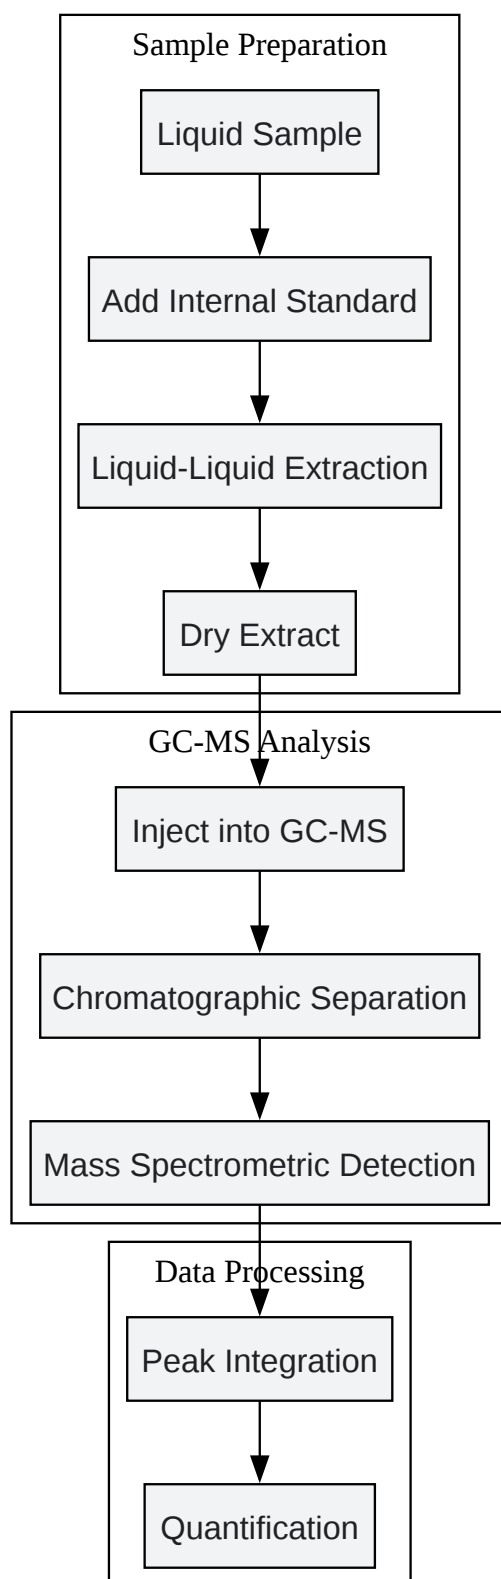 Sample Preparation
Liquid Sample
Add Internal Standard
Liquid-Liquid Extraction
Dry Extract
GC-MS Analysis
Inject into GC-MS
Chromatographic Separation
Mass Spectrometric Detection
Data Processing
Peak Integration
Quantification